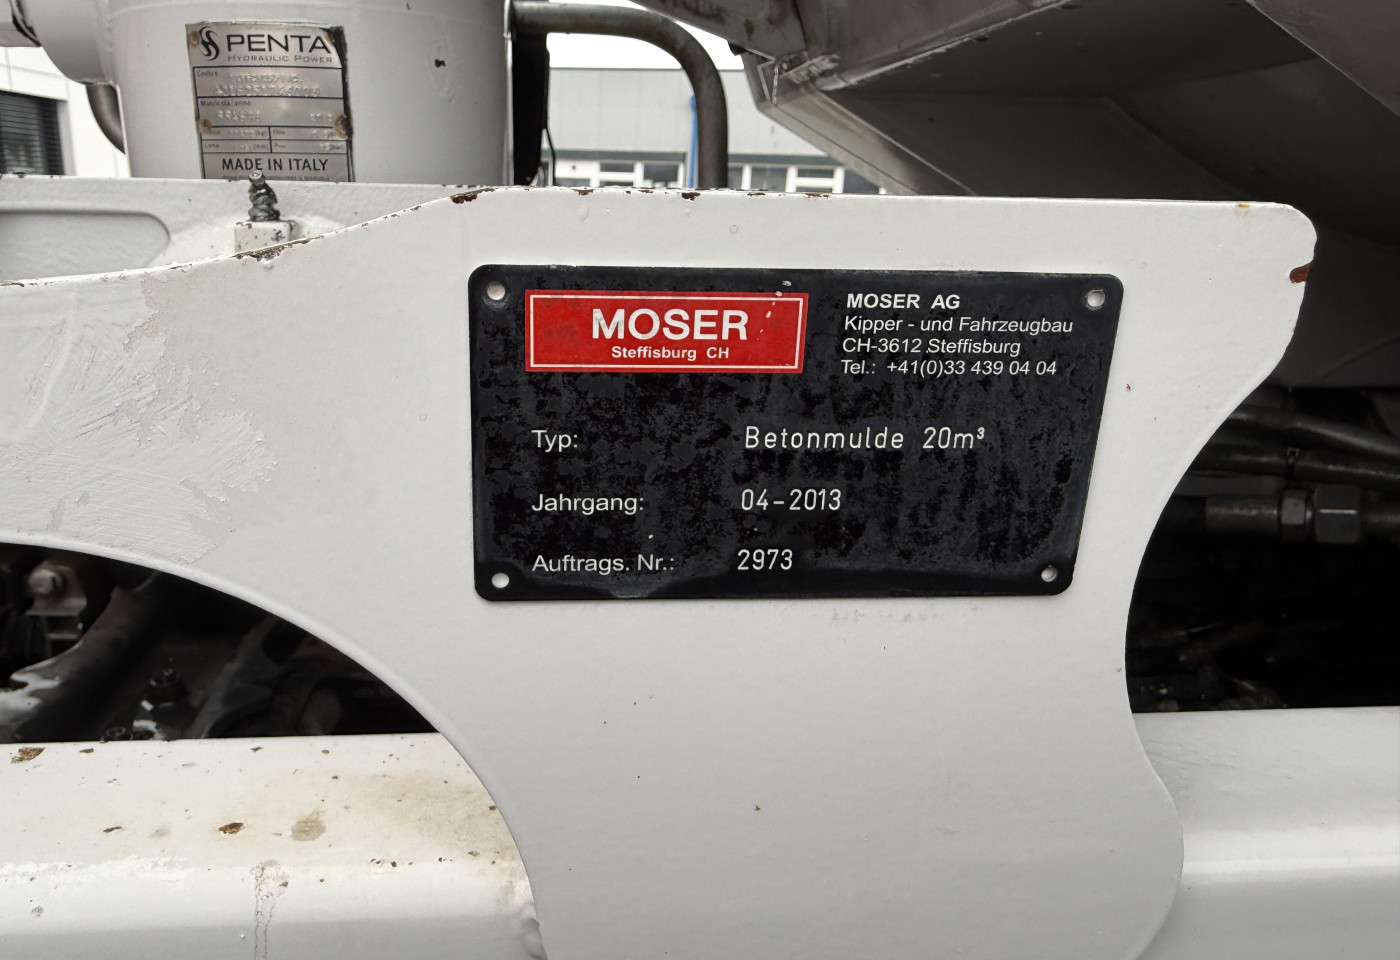 PENTA
HYDRAULIC POWER
Codice
MADE IN ITALY
MOSER
Steffisburg CH
MOSER AG
Kipper - und Fahrzeugbau
CH-3612 Steffisburg
Tel.: +41(0)33 439 04 04
Typ: Betonmulde 20m³
Jahrgang: 04-2013
Auftrags. Nr.: 2973